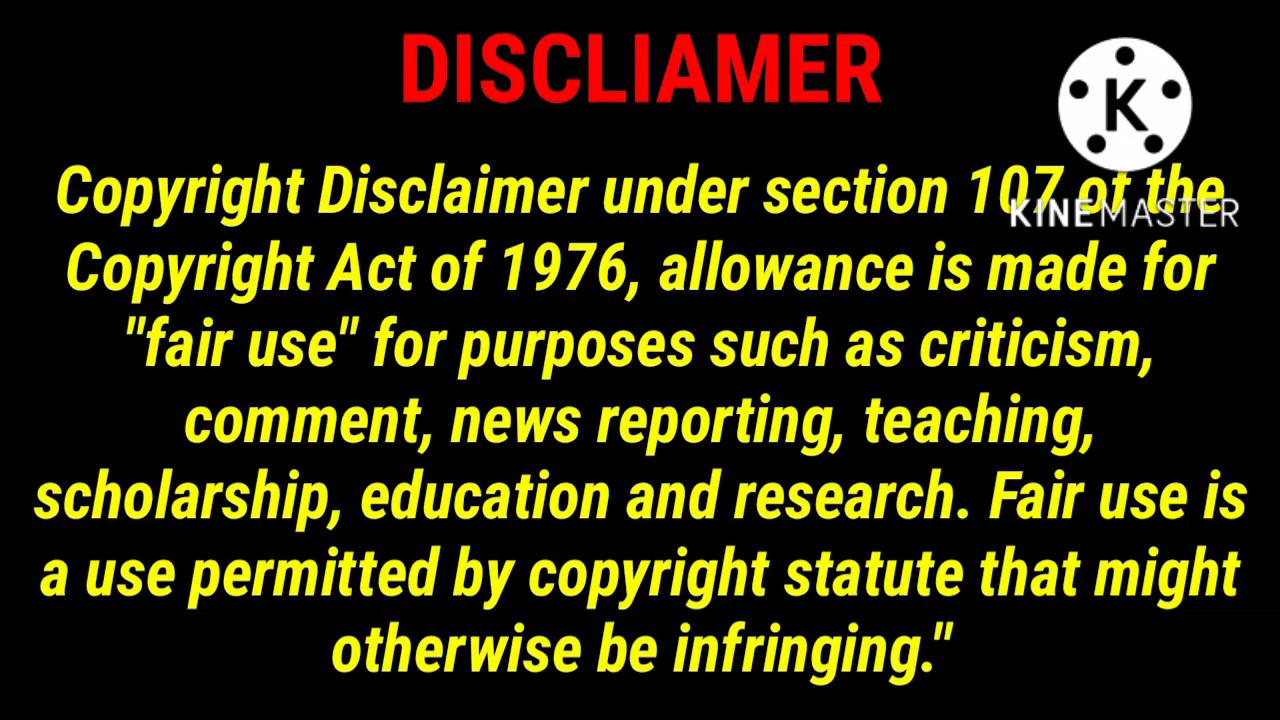 DISCLIAMER
K
Copyright Disclaimer under section 107 of the
KINEMASTER
Copyright Act of 1976, allowance is made for
"fair use" for purposes such as criticism,
comment, news reporting, teaching,
scholarship, education and research. Fair use is
a use permitted by copyright statute that might
otherwise be infringing."